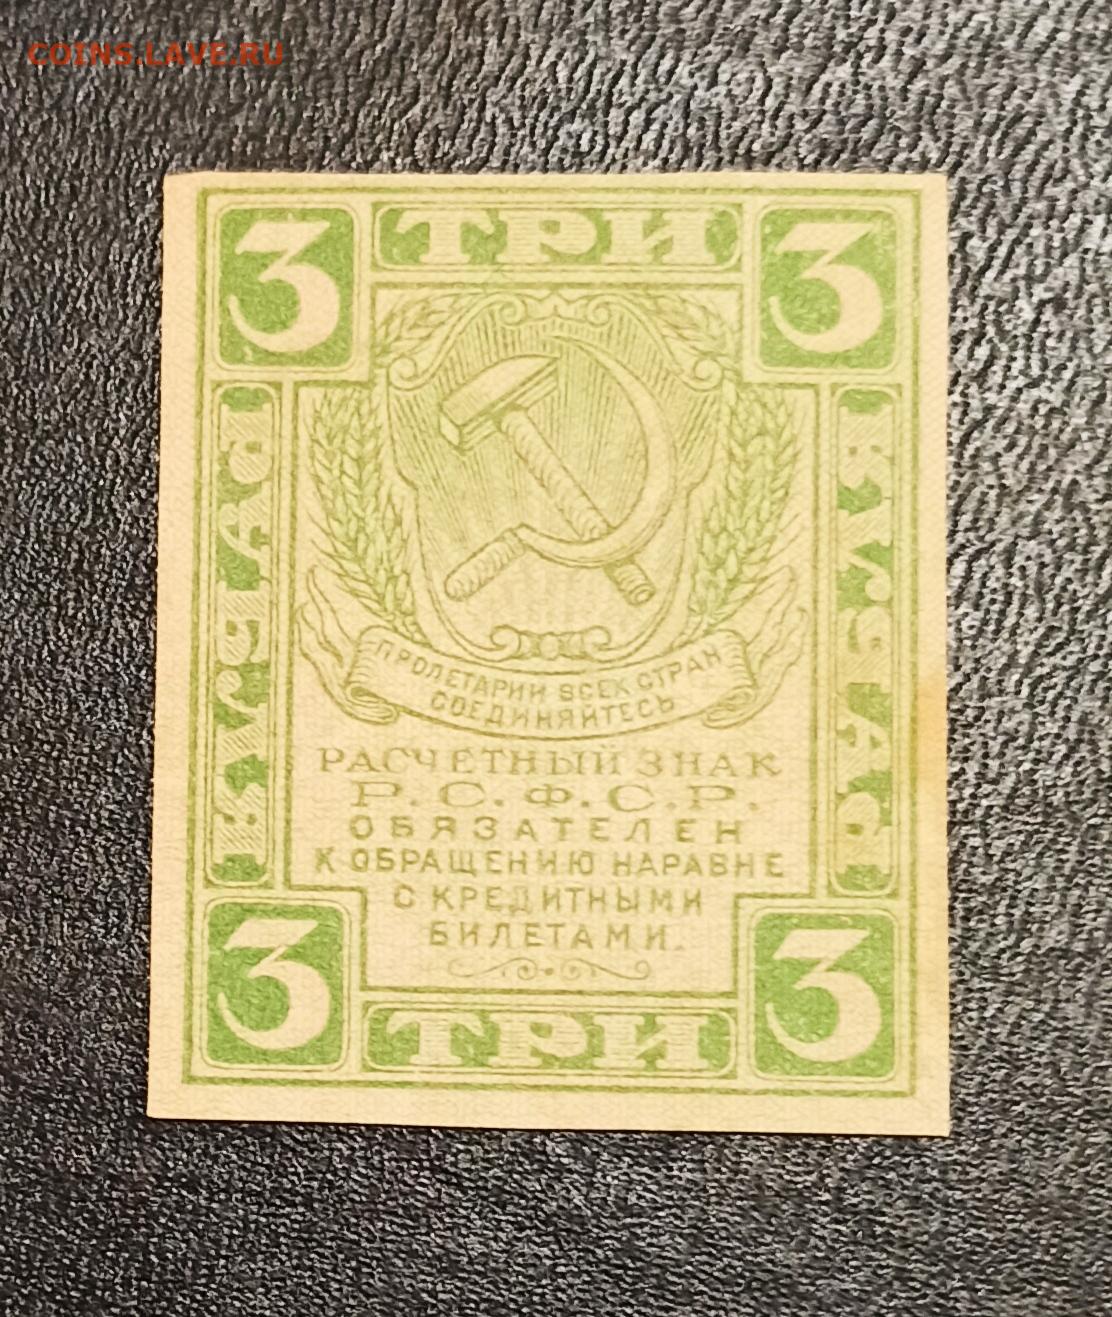 COINS.LAVE.RU
3 ТРИ 3
РУБЛЯ
РУБЛЯ
ПРОЛЕТАРИИ ВСЕХ СТРАН
СОЕДИНЯЙТЕСЬ
РАСЧЕТНЫЙ ЗНАК
Р.С.Ф.С.Р.
ОБЯЗАТЕЛЕН
К ОБРАЩЕНИЮ НАРАВНЕ
С КРЕДИТНЫМИ
БИЛЕТАМИ.
3 ТРИ 3